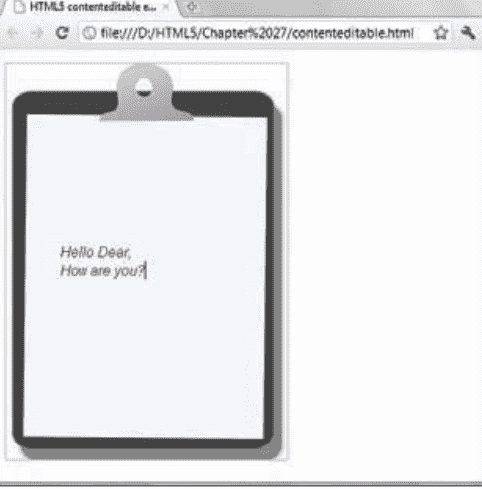 HTML5 contenteditable e...
file:///D:/HTML5/Chapter%2027/contenteditable.html
Hello Dear,
How are you?